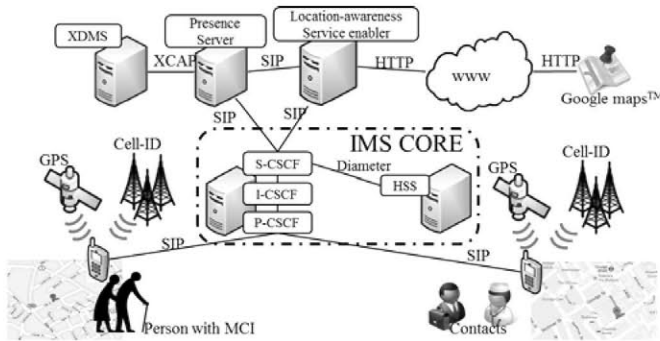 XDMS
Presence
Server
Location-awareness
Service enabler
XCAP
SIP
HTTP
www
HTTP
Google maps™
SIP
SIP
IMS CORE
GPS
Cell-ID
S-CSCF
Diameter
HSS
I-CSCF
P-CSCF
GPS
Cell-ID
SIP
SIP
Person with MCI
Contacts